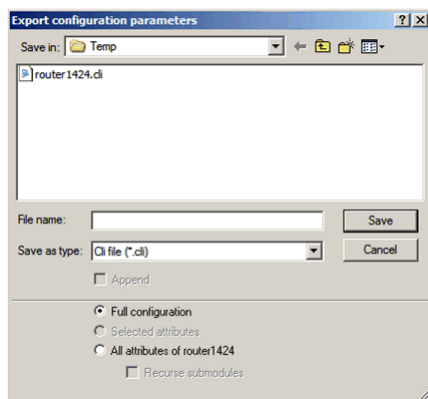 Export configuration parameters
Save in: Temp
router1424.cli
File name:
Save
Save as type: Cli file (*.cli)
Cancel
Append
Full configuration
Selected attributes
All attributes of router1424
Recurse submodules